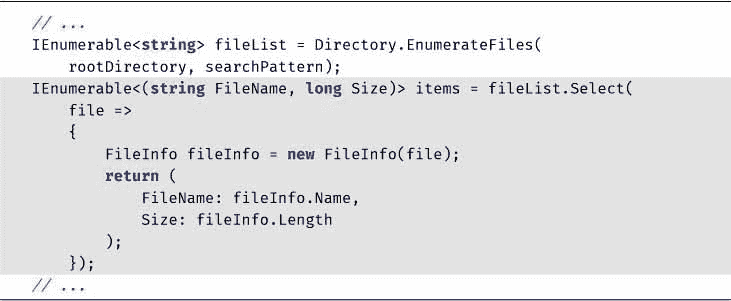 // ...
IEnumerable<string> fileList = Directory.EnumerateFiles(
    rootDirectory, searchPattern);
IEnumerable<(string FileName, long Size)> items = fileList.Select(
    file =>
    {
        FileInfo fileInfo = new FileInfo(file);
        return (
            FileName: fileInfo.Name,
            Size: fileInfo.Length
        );
    });
// ...